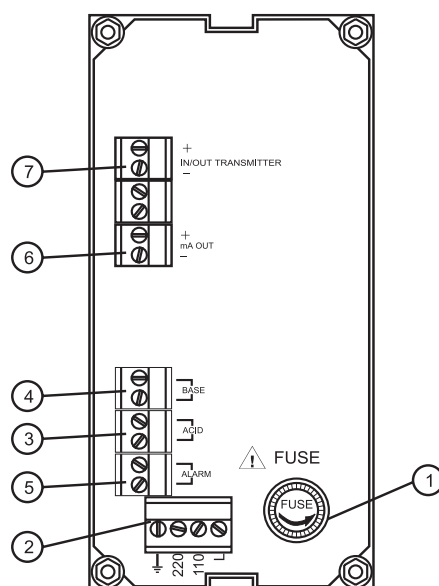 +
IN/OUT TRANSMITTER
−
7
+
mA OUT
−
6
BASE
4
ACID
3
ALARM
5
⚠ FUSE
FUSE
1
2
220
110
L